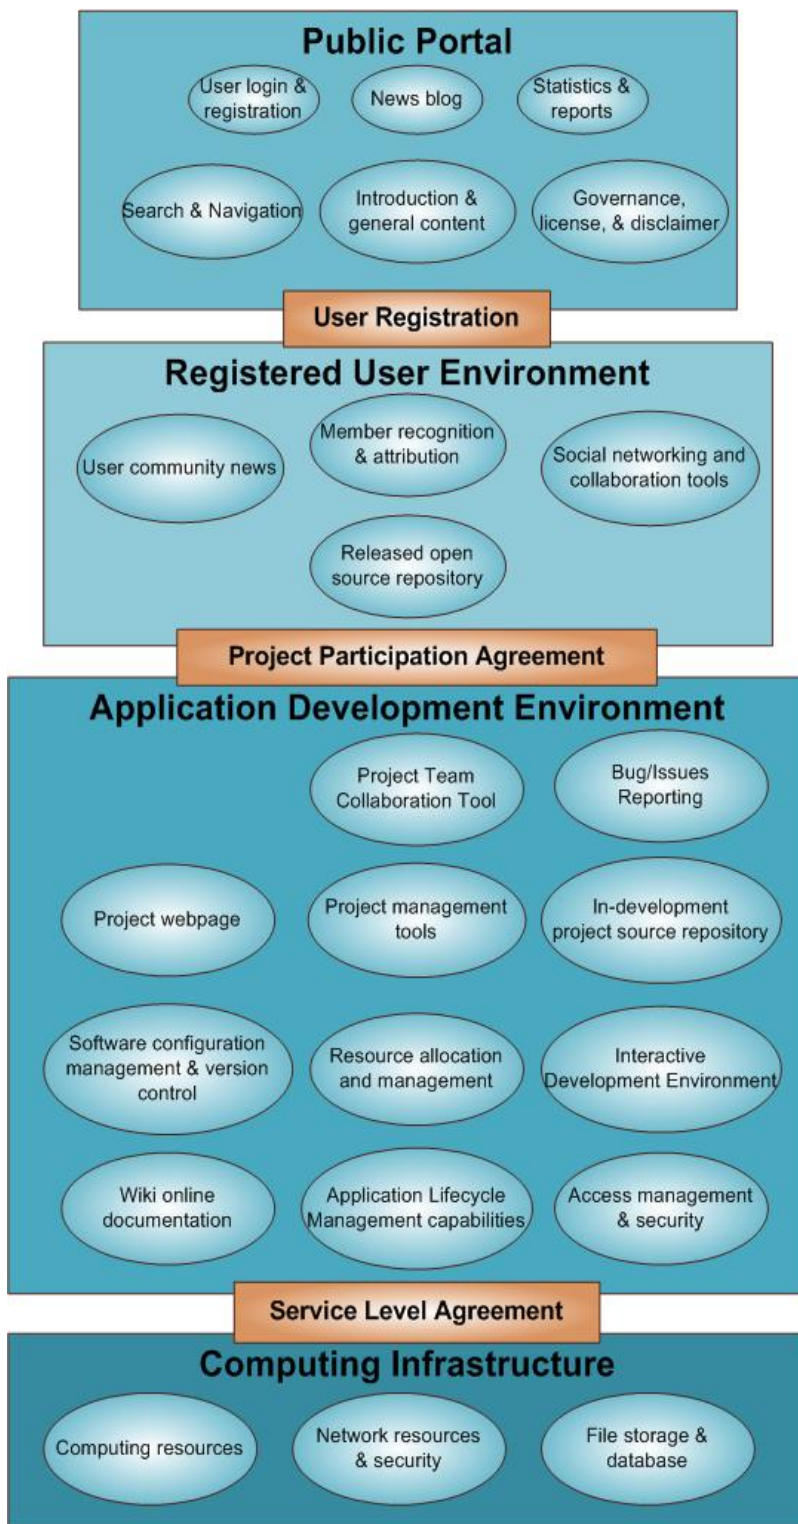 Public Portal
User login &
registration
News blog
Statistics &
reports
Search & Navigation
Introduction &
general content
Governance,
license, & disclaimer
User Registration
Registered User Environment
User community news
Member recognition
& attribution
Social networking and
collaboration tools
Released open
source repository
Project Participation Agreement
Application Development Environment
Project Team
Collaboration Tool
Bug/Issues
Reporting
Project webpage
Project management
tools
In-development
project source repository
Software configuration
management & version
control
Resource allocation
and management
Interactive
Development Environment
Wiki online
documentation
Application Lifecycle
Management capabilities
Access management
& security
Service Level Agreement
Computing Infrastructure
Computing resources
Network resources
& security
File storage &
database